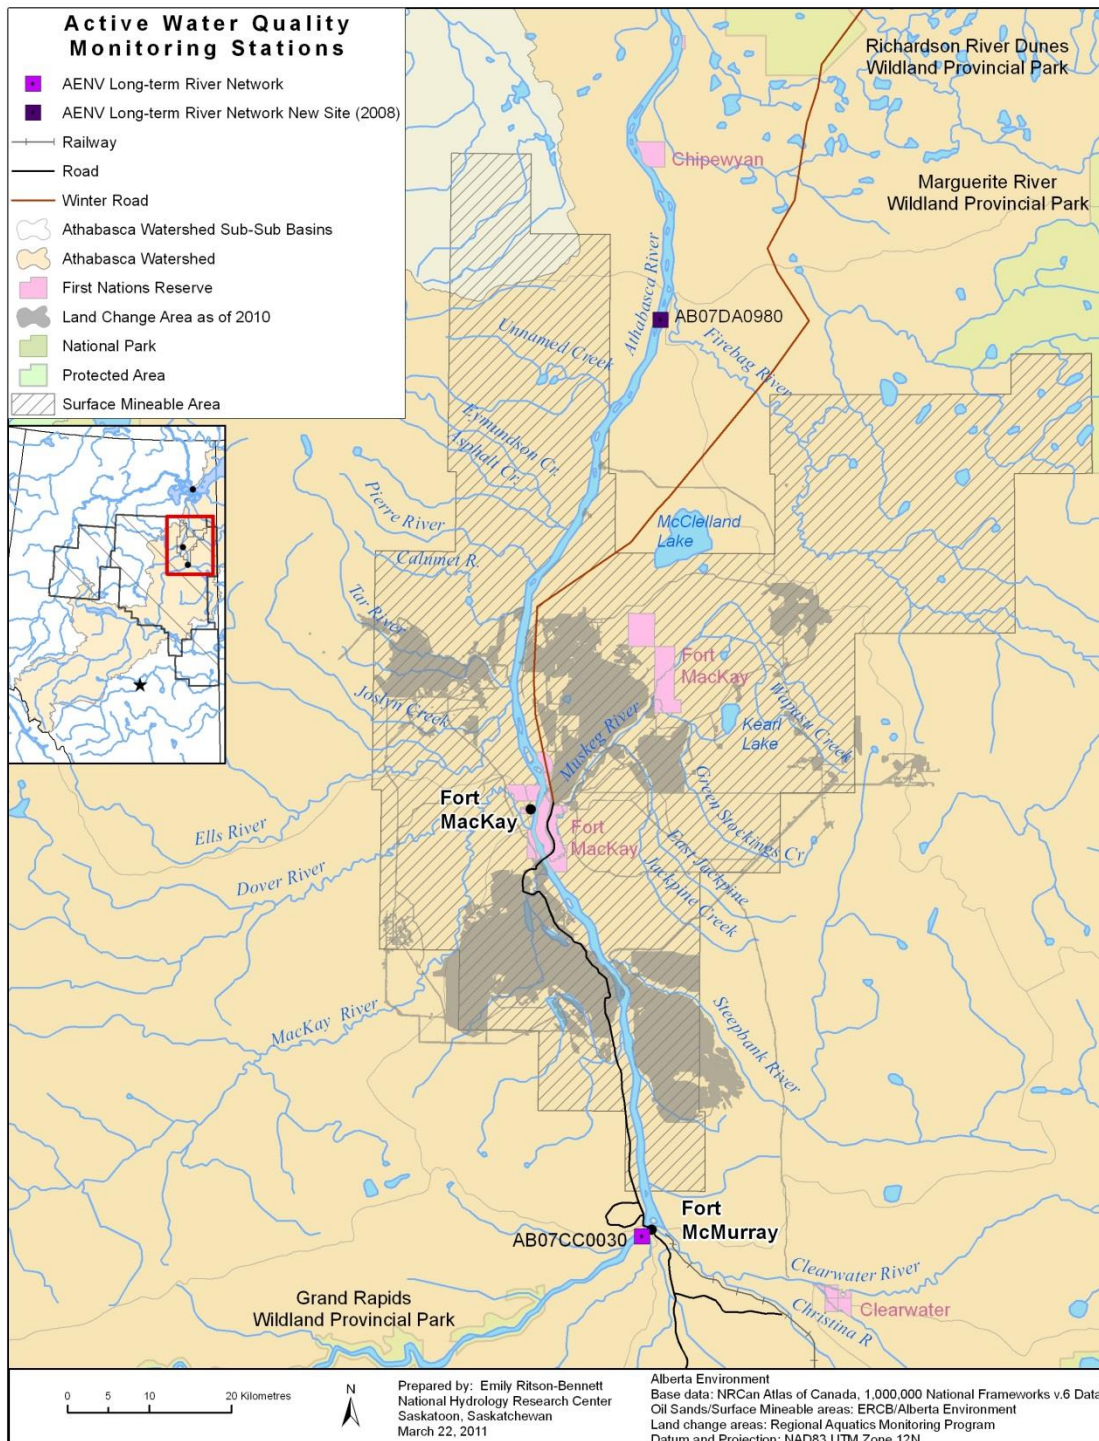 Active Water Quality
Monitoring Stations
AENV Long-term River Network
AENV Long-term River Network New Site (2008)
Railway
Road
Winter Road
Athabasca Watershed Sub-Sub Basins
Athabasca Watershed
First Nations Reserve
Land Change Area as of 2010
National Park
Protected Area
Surface Mineable Area
Richardson River Dunes
Wildland Provincial Park
Chipewyan
Marguerite River
Wildland Provincial Park
Athabasca River
AB07DA0980
Firebag River
Unnamed Creek
Eymundson Cr.
Asphalt Cr.
Pierre River
Calumet R.
McClelland
Lake
Tar River
Fort
MacKay
Joslyn Creek
Muskeg River
Kearl
Lake
Wapasu Creek
Fort
MacKay
Fort
MacKay
Green Stockings Cr
East Jackpine
Jackpine Creek
Ells River
Dover River
MacKay River
Steepbank River
Fort
McMurray
AB07CC0030
Clearwater River
Christina R
Clearwater
Grand Rapids
Wildland Provincial Park
0 5 10 20 Kilometres
N
Prepared by: Emily Ritson-Bennett
National Hydrology Research Center
Saskatoon, Saskatchewan
March 22, 2011
Alberta Environment
Base data: NRCan Atlas of Canada, 1,000,000 National Frameworks v.6 Data
Oil Sands/Surface Mineable areas: ERCB/Alberta Environment
Land change areas: Regional Aquatics Monitoring Program
Datum and Projection: NAD83 UTM Zone 12N